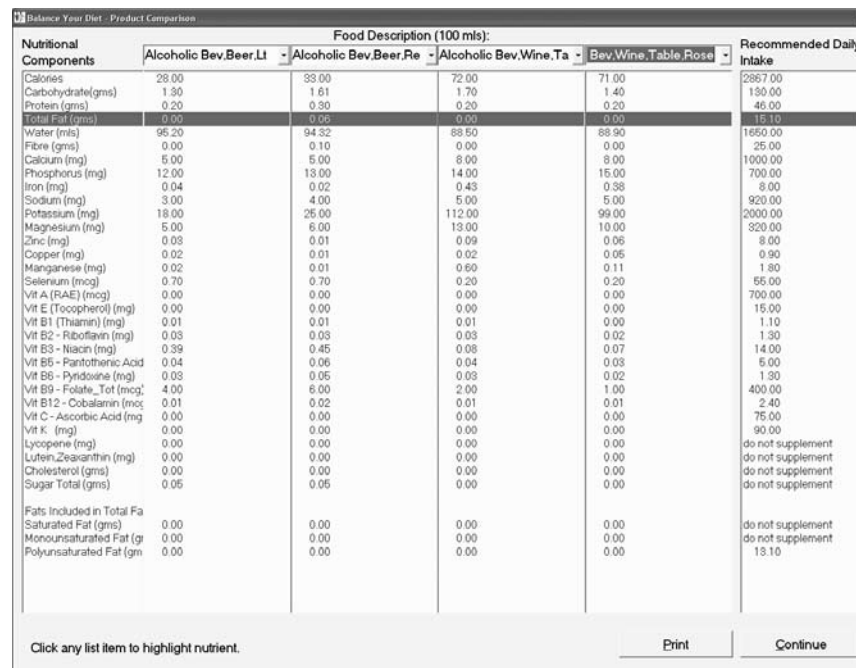 Balance Your Diet - Product Comparison
Nutritional Components
Food Description (100 mls):
Recommended Daily Intake
Alcoholic Bev,Beer,Lt Alcoholic Bev,Beer,Re Alcoholic Bev,Wine,Ta Bev,Wine,Table,Rose
Calories 28.00 33.00 72.00 71.00 2867.00
Carbohydrate(gms) 1.30 1.61 1.70 1.40 130.00
Protein (gms) 0.20 0.30 0.20 0.20 46.00
Total Fat (gms) 0.00 0.06 0.00 0.00 15.10
Water (mls) 95.20 94.32 88.50 88.90 1650.00
Fibre (gms) 0.00 0.10 0.00 0.00 25.00
Calcium (mg) 5.00 5.00 8.00 8.00 1000.00
Phosphorus (mg) 12.00 13.00 14.00 15.00 700.00
Iron (mg) 0.04 0.02 0.43 0.38 8.00
Sodium (mg) 3.00 4.00 5.00 5.00 920.00
Potassium (mg) 18.00 25.00 112.00 99.00 2000.00
Magnesium (mg) 5.00 6.00 13.00 10.00 320.00
Zinc (mg) 0.03 0.01 0.09 0.06 8.00
Copper (mg) 0.02 0.01 0.02 0.05 0.90
Manganese (mg) 0.02 0.01 0.60 0.11 1.80
Selenium (mcg) 0.70 0.70 0.20 0.20 55.00
Vit A (RAE) (mcg) 0.00 0.00 0.00 0.00 700.00
Vit E (Tocopherol) (mg) 0.00 0.00 0.00 0.00 15.00
Vit B1 (Thiamin) (mg) 0.01 0.01 0.01 0.00 1.10
Vit B2 - Riboflavin (mg) 0.03 0.03 0.03 0.02 1.30
Vit B3 - Niacin (mg) 0.39 0.45 0.08 0.07 14.00
Vit B5 - Pantothenic Acid 0.04 0.06 0.04 0.03 5.00
Vit B6 - Pyridoxine (mg) 0.03 0.05 0.03 0.02 1.30
Vit B9 - Folate_Tot (mcg) 4.00 6.00 2.00 1.00 400.00
Vit B12 - Cobalamin (mcg 0.01 0.02 0.01 0.01 2.40
Vit C - Ascorbic Acid (mg 0.00 0.00 0.00 0.00 75.00
Vit K (mg) 0.00 0.00 0.00 0.00 90.00
Lycopene (mg) 0.00 0.00 0.00 0.00 do not supplement
Lutein,Zeaxanthin (mg) 0.00 0.00 0.00 0.00 do not supplement
Cholesterol (gms) 0.00 0.00 0.00 0.00 do not supplement
Sugar Total (gms) 0.05 0.05 0.00 0.00 do not supplement
Fats Included in Total Fa
Saturated Fat (gms) 0.00 0.00 0.00 0.00 do not supplement
Monounsaturated Fat (gr 0.00 0.00 0.00 0.00 do not supplement
Polyunsaturated Fat (gm 0.00 0.00 0.00 0.00 13.10
Click any list item to highlight nutrient.
Print
Continue